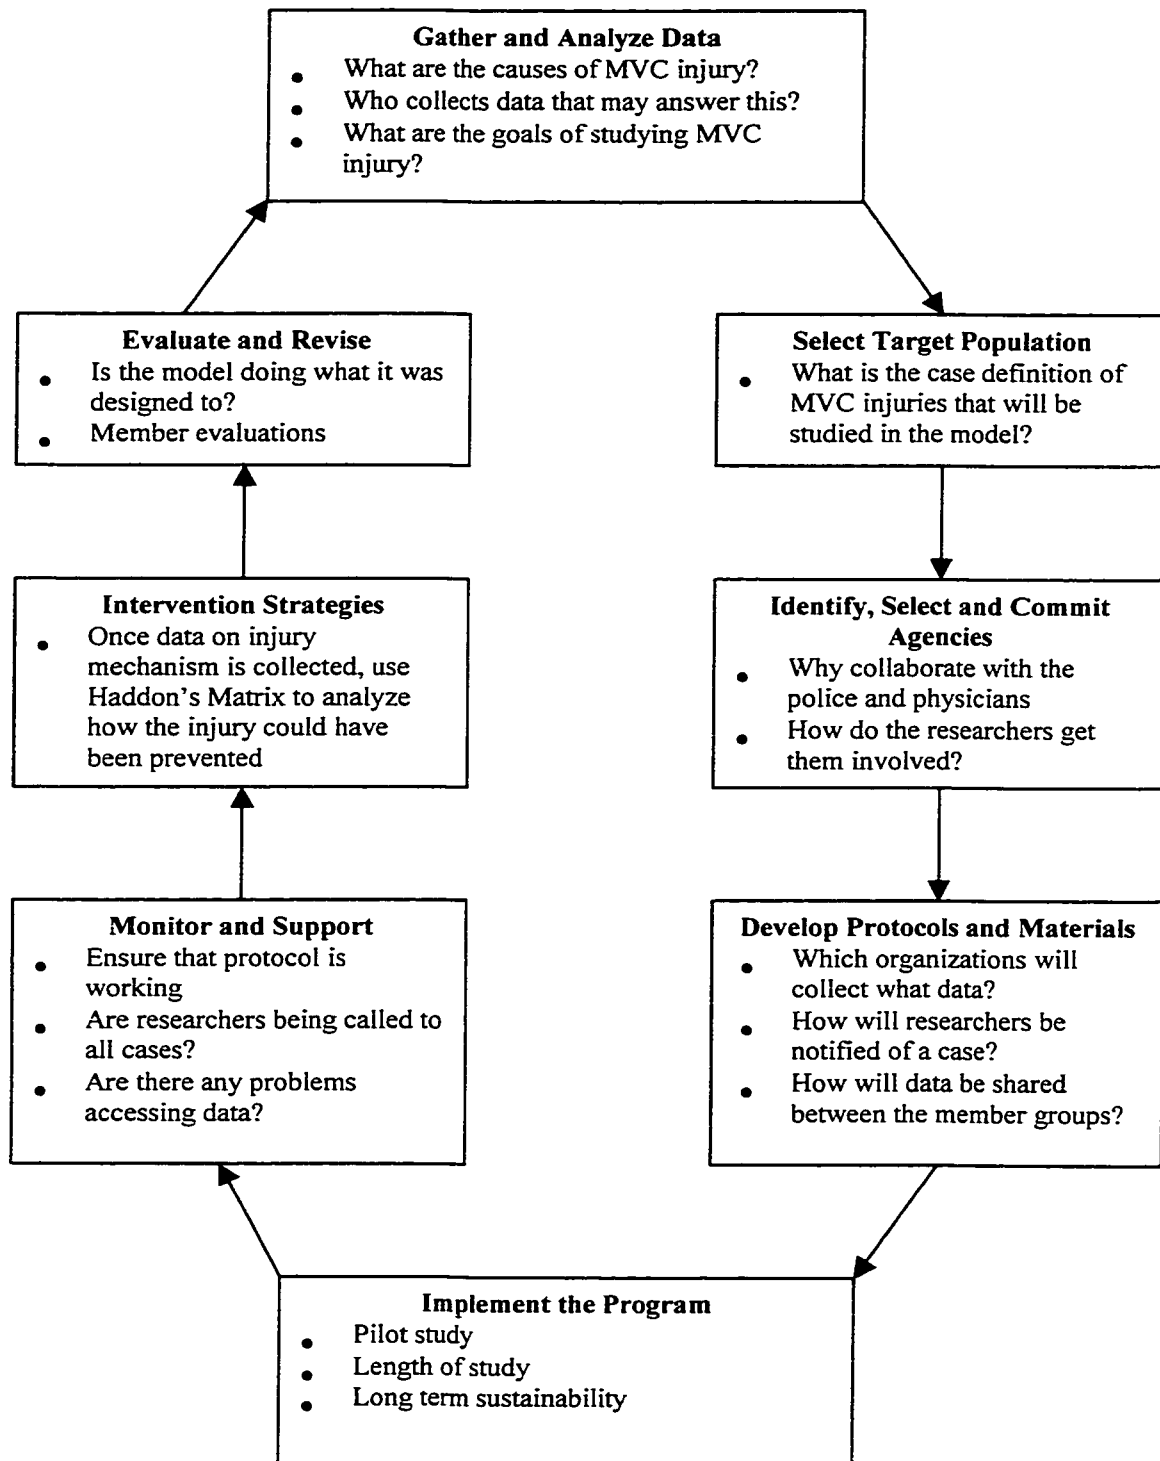 Gather and Analyze Data
• What are the causes of MVC injury?
• Who collects data that may answer this?
• What are the goals of studying MVC
injury?
Select Target Population
• What is the case definition of
MVC injuries that will be
studied in the model?
Identify, Select and Commit
Agencies
• Why collaborate with the
police and physicians
• How do the researchers get
them involved?
Develop Protocols and Materials
• Which organizations will
collect what data?
• How will researchers be
notified of a case?
• How will data be shared
between the member groups?
Implement the Program
• Pilot study
• Length of study
• Long term sustainability
Monitor and Support
• Ensure that protocol is
working
• Are researchers being called to
all cases?
• Are there any problems
accessing data?
Intervention Strategies
• Once data on injury
mechanism is collected, use
Haddon's Matrix to analyze
how the injury could have
been prevented
Evaluate and Revise
• Is the model doing what it was
designed to?
• Member evaluations